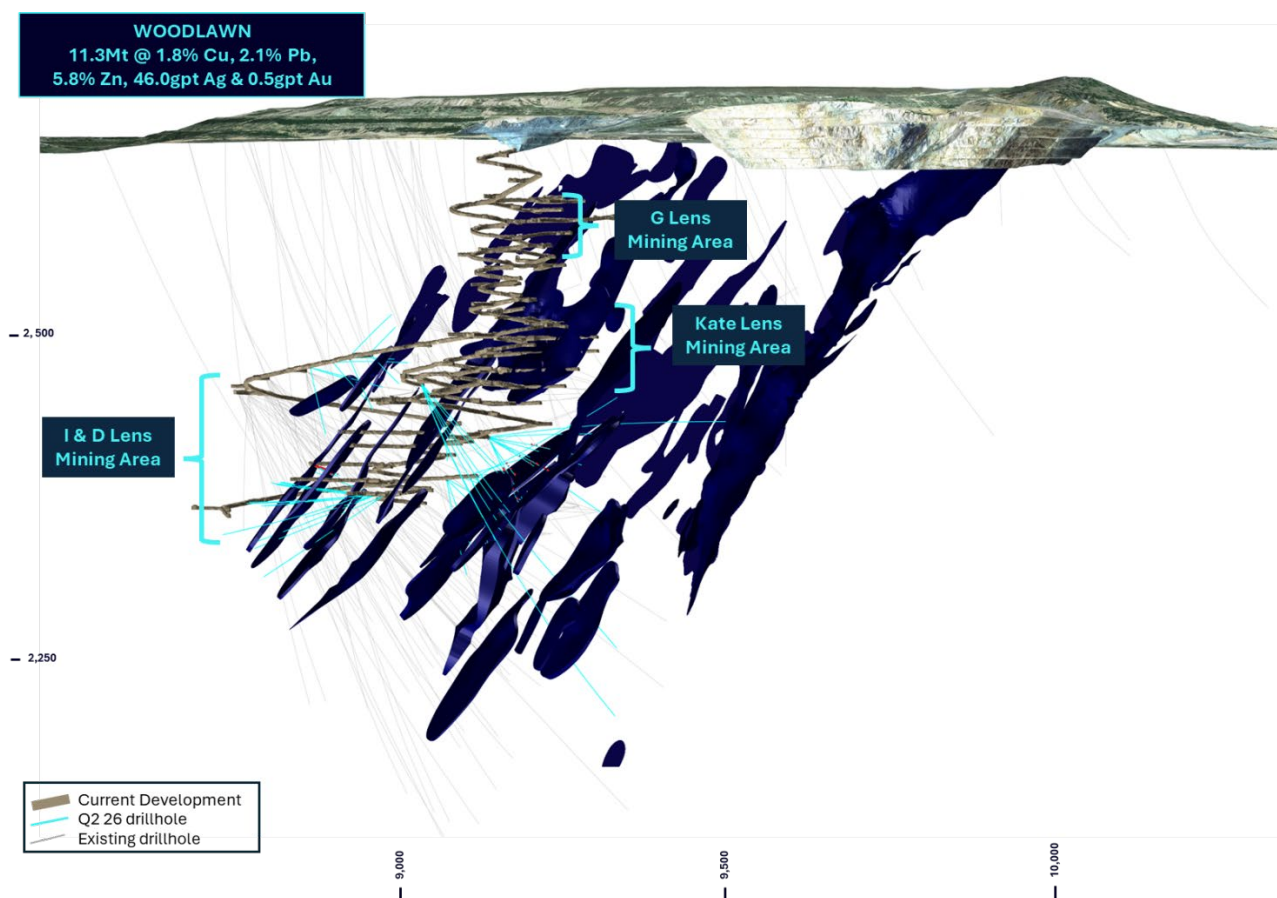 WOODLAWN
11.3Mt @ 1.8% Cu, 2.1% Pb,
5.8% Zn, 46.0gpt Ag & 0.5gpt Au
G Lens
Mining Area
2,500
Kate Lens
Mining Area
I & D Lens
Mining Area
2,250
Current Development
Q2 26 drillhole
Existing drillhole
9,000
9,500
10,000